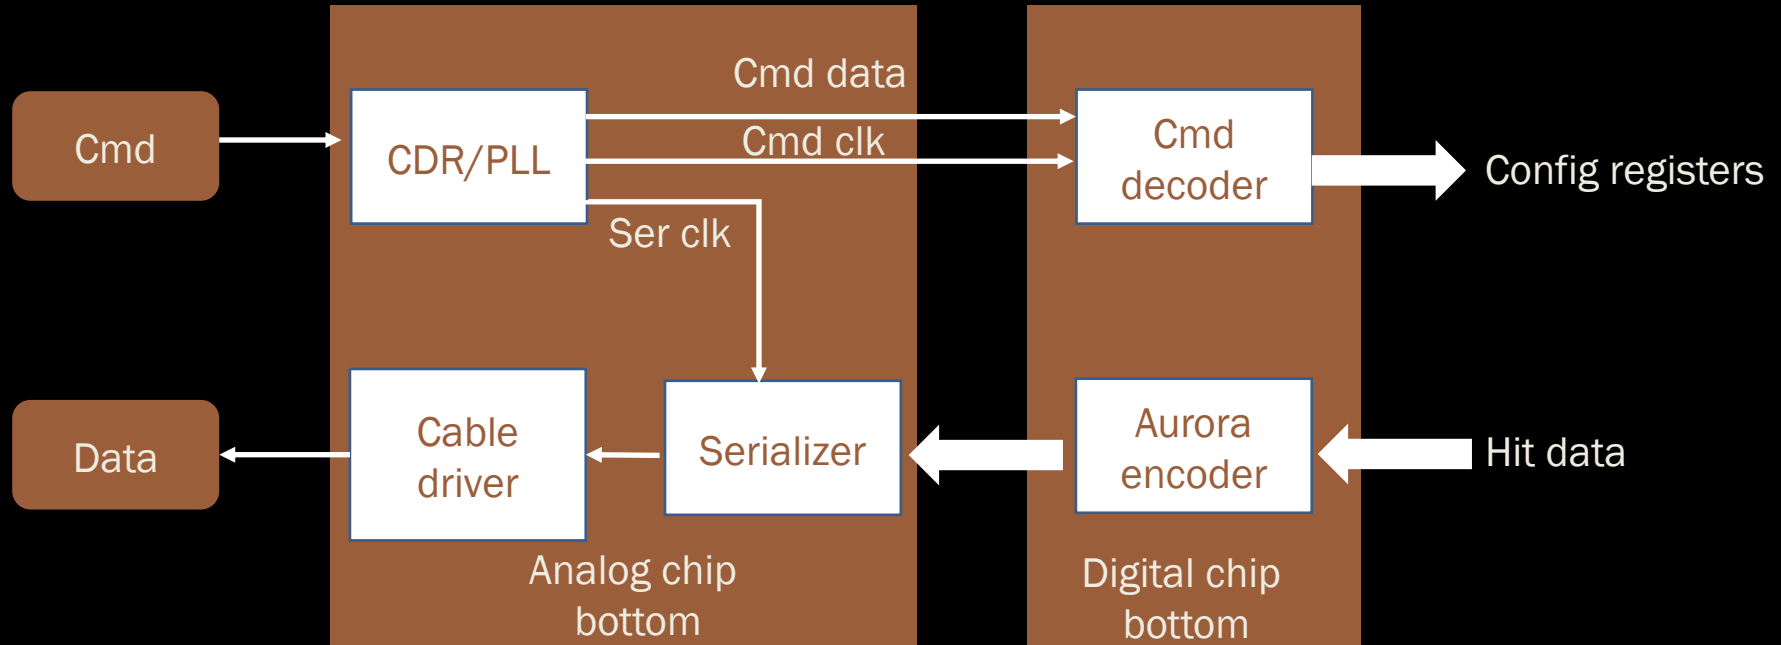 Cmd data
Cmd
CDR/PLL
Cmd clk
Cmd
decoder
Config registers
Ser clk
Data
Cable
driver
Serializer
Aurora
encoder
Hit data
Analog chip
bottom
Digital chip
bottom